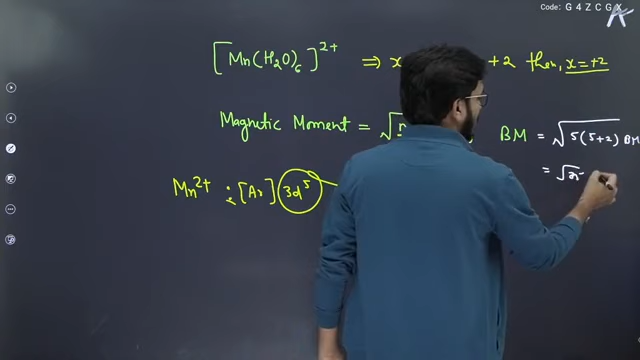 Code: G 4 Z C G X
[Mn(H₂O)₆]²⁺ ⇒ x + 2 then, x = +2
Magnetic Moment = √ BM = √5(5+2) BM
= √
Mn²⁺ : [Ar] 3d⁵